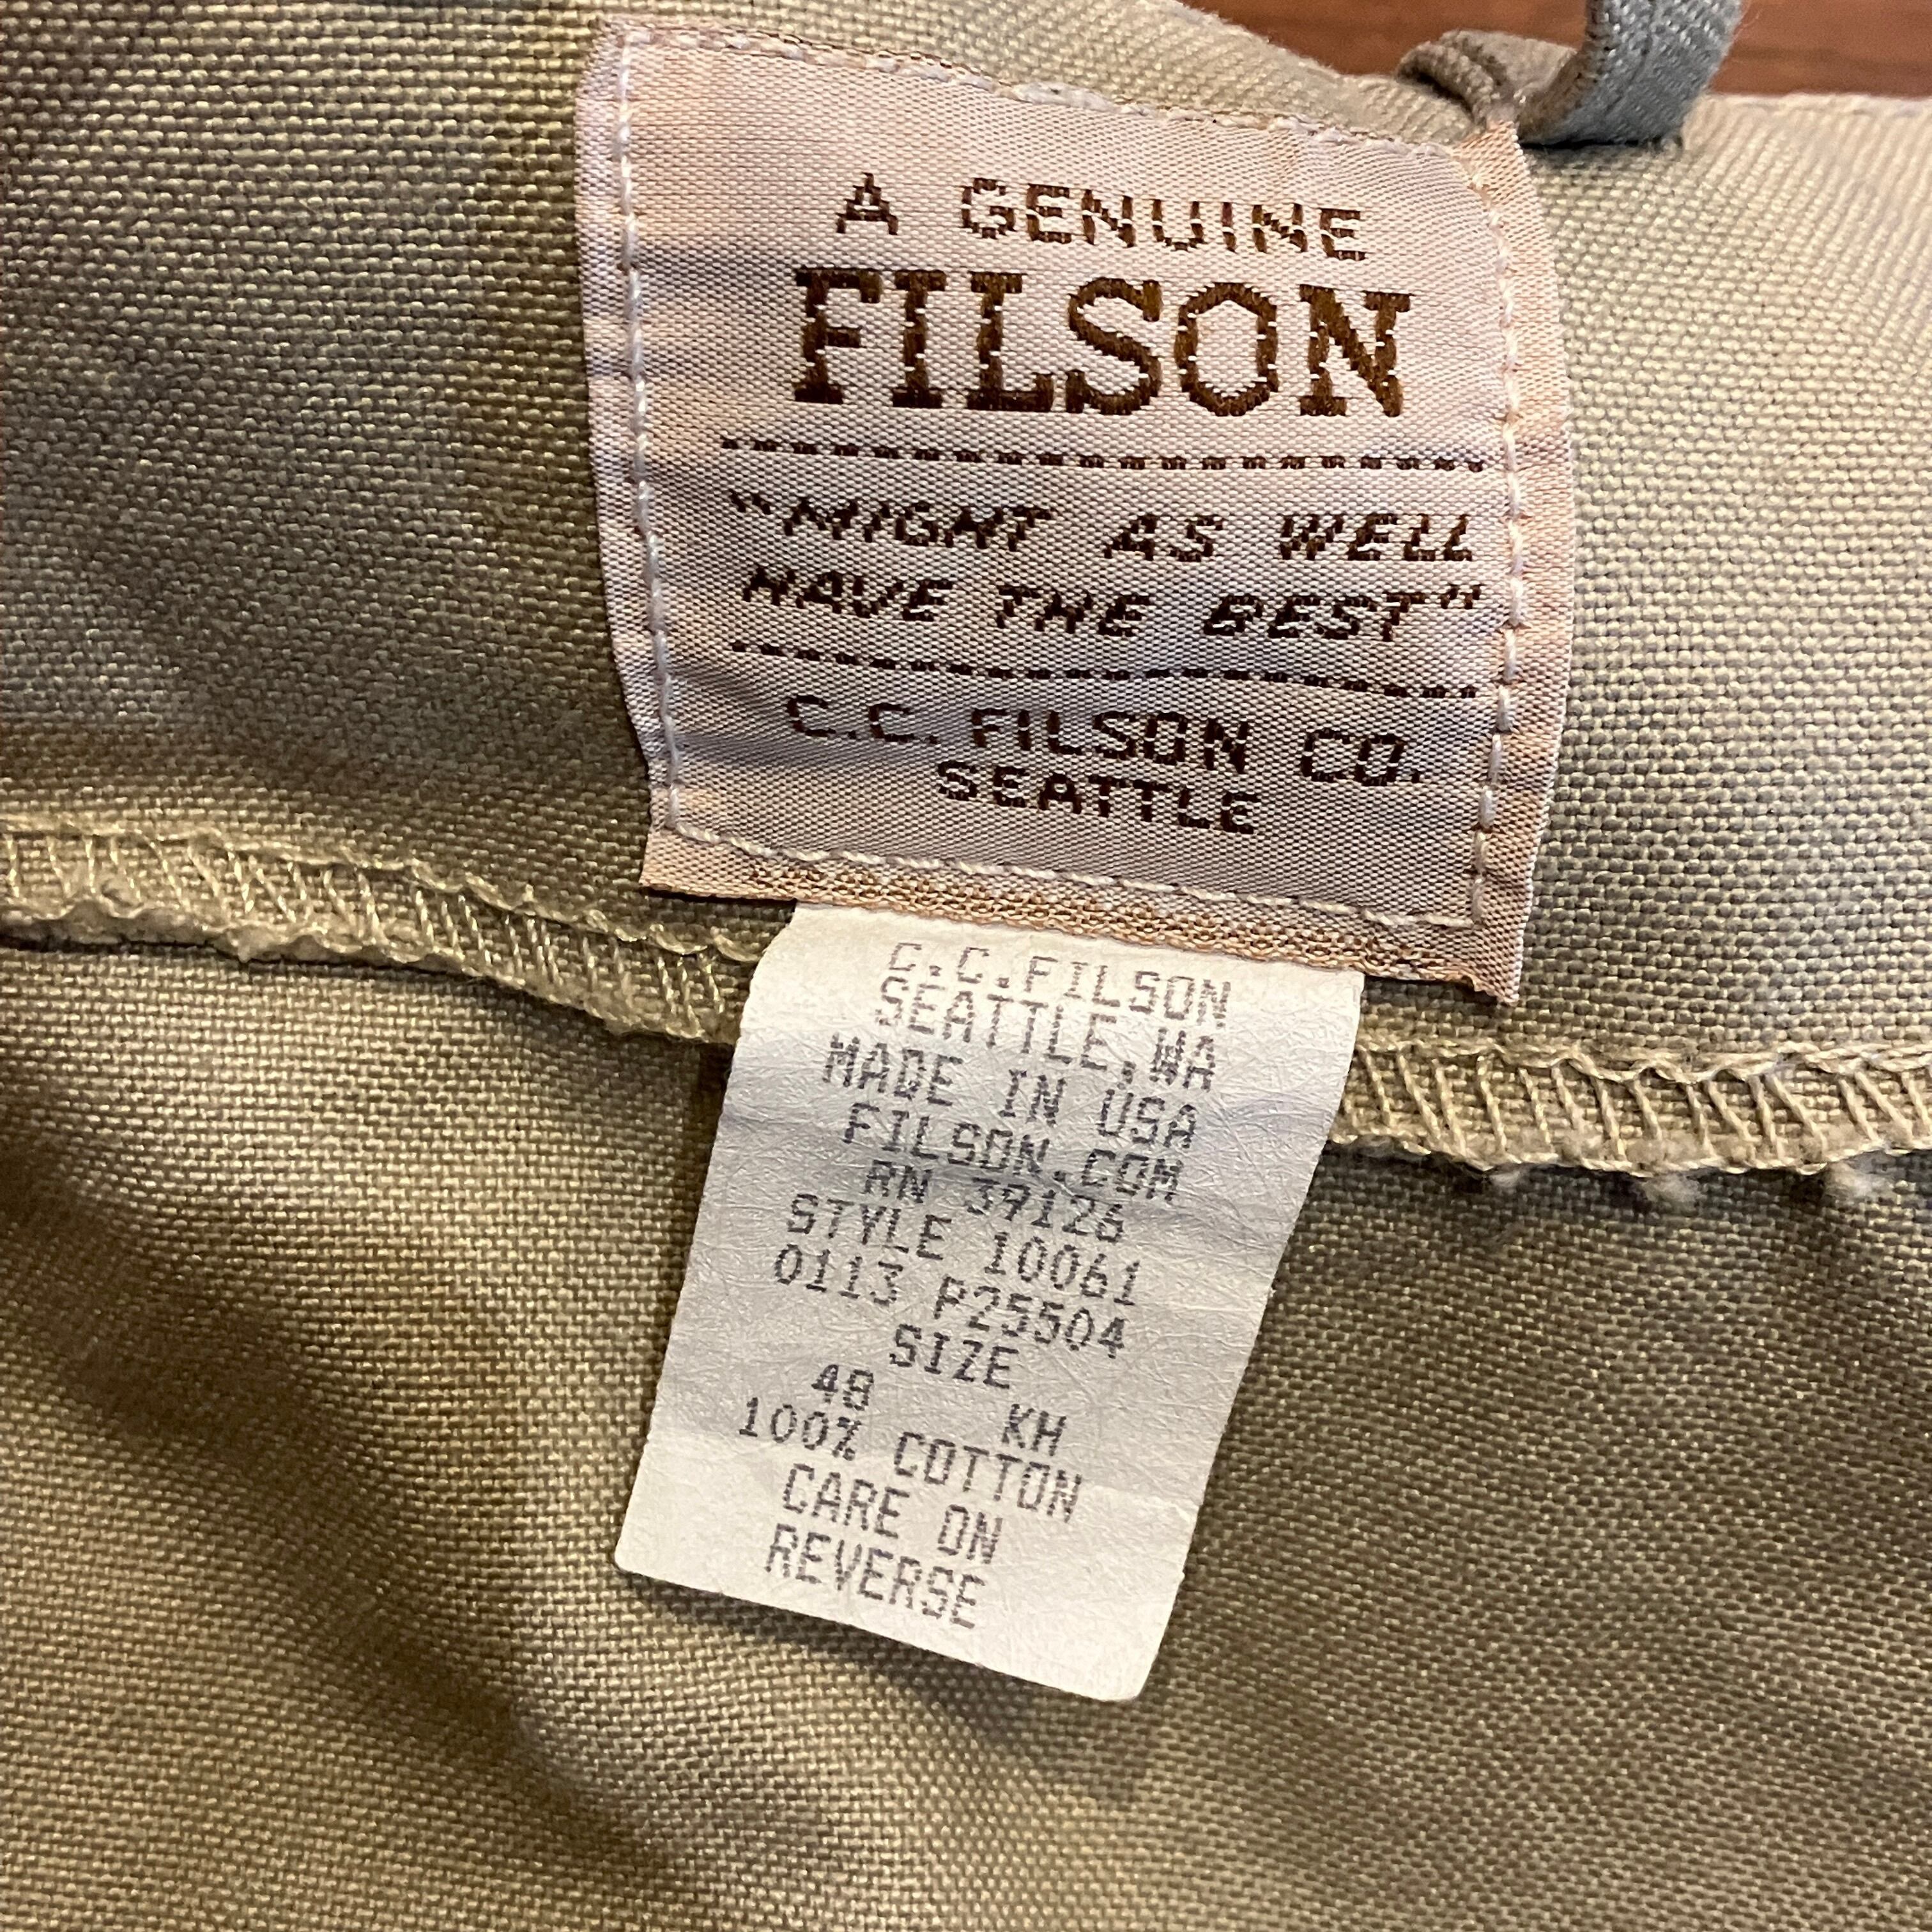 A GENUINE
FILSON
"MIGHT AS WELL
HAVE THE BEST"
C.C. FILSON CO.
SEATTLE
C.C.FILSON
SEATTLE,WA
MADE IN USA
FILSON.COM
RN 39126
STYLE 10061
0113 P25504
SIZE
48 KH
100% COTTON
CARE ON
REVERSE